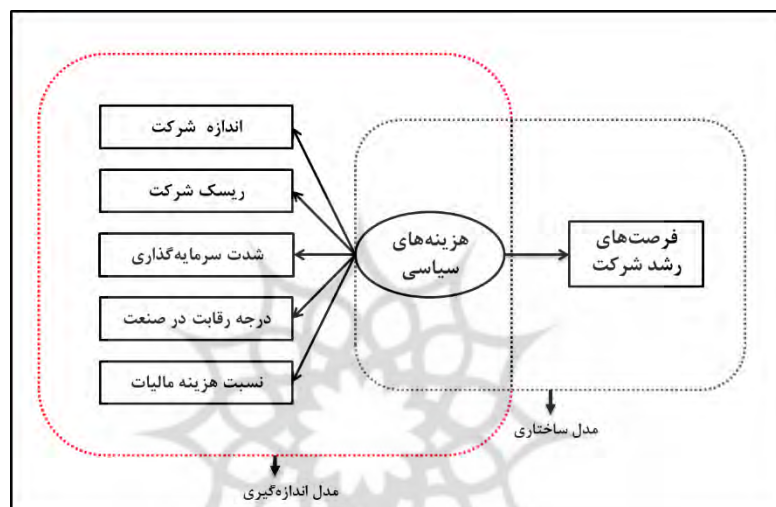 اندازه شرکت
ریسک شرکت
شدت سرمایه‌گذاری
درجه رقابت در صنعت
نسبت هزینه مالیات
هزینه‌های
سیاسی
فرصت‌های
رشد شرکت
مدل ساختاری
مدل اندازه‌گیری